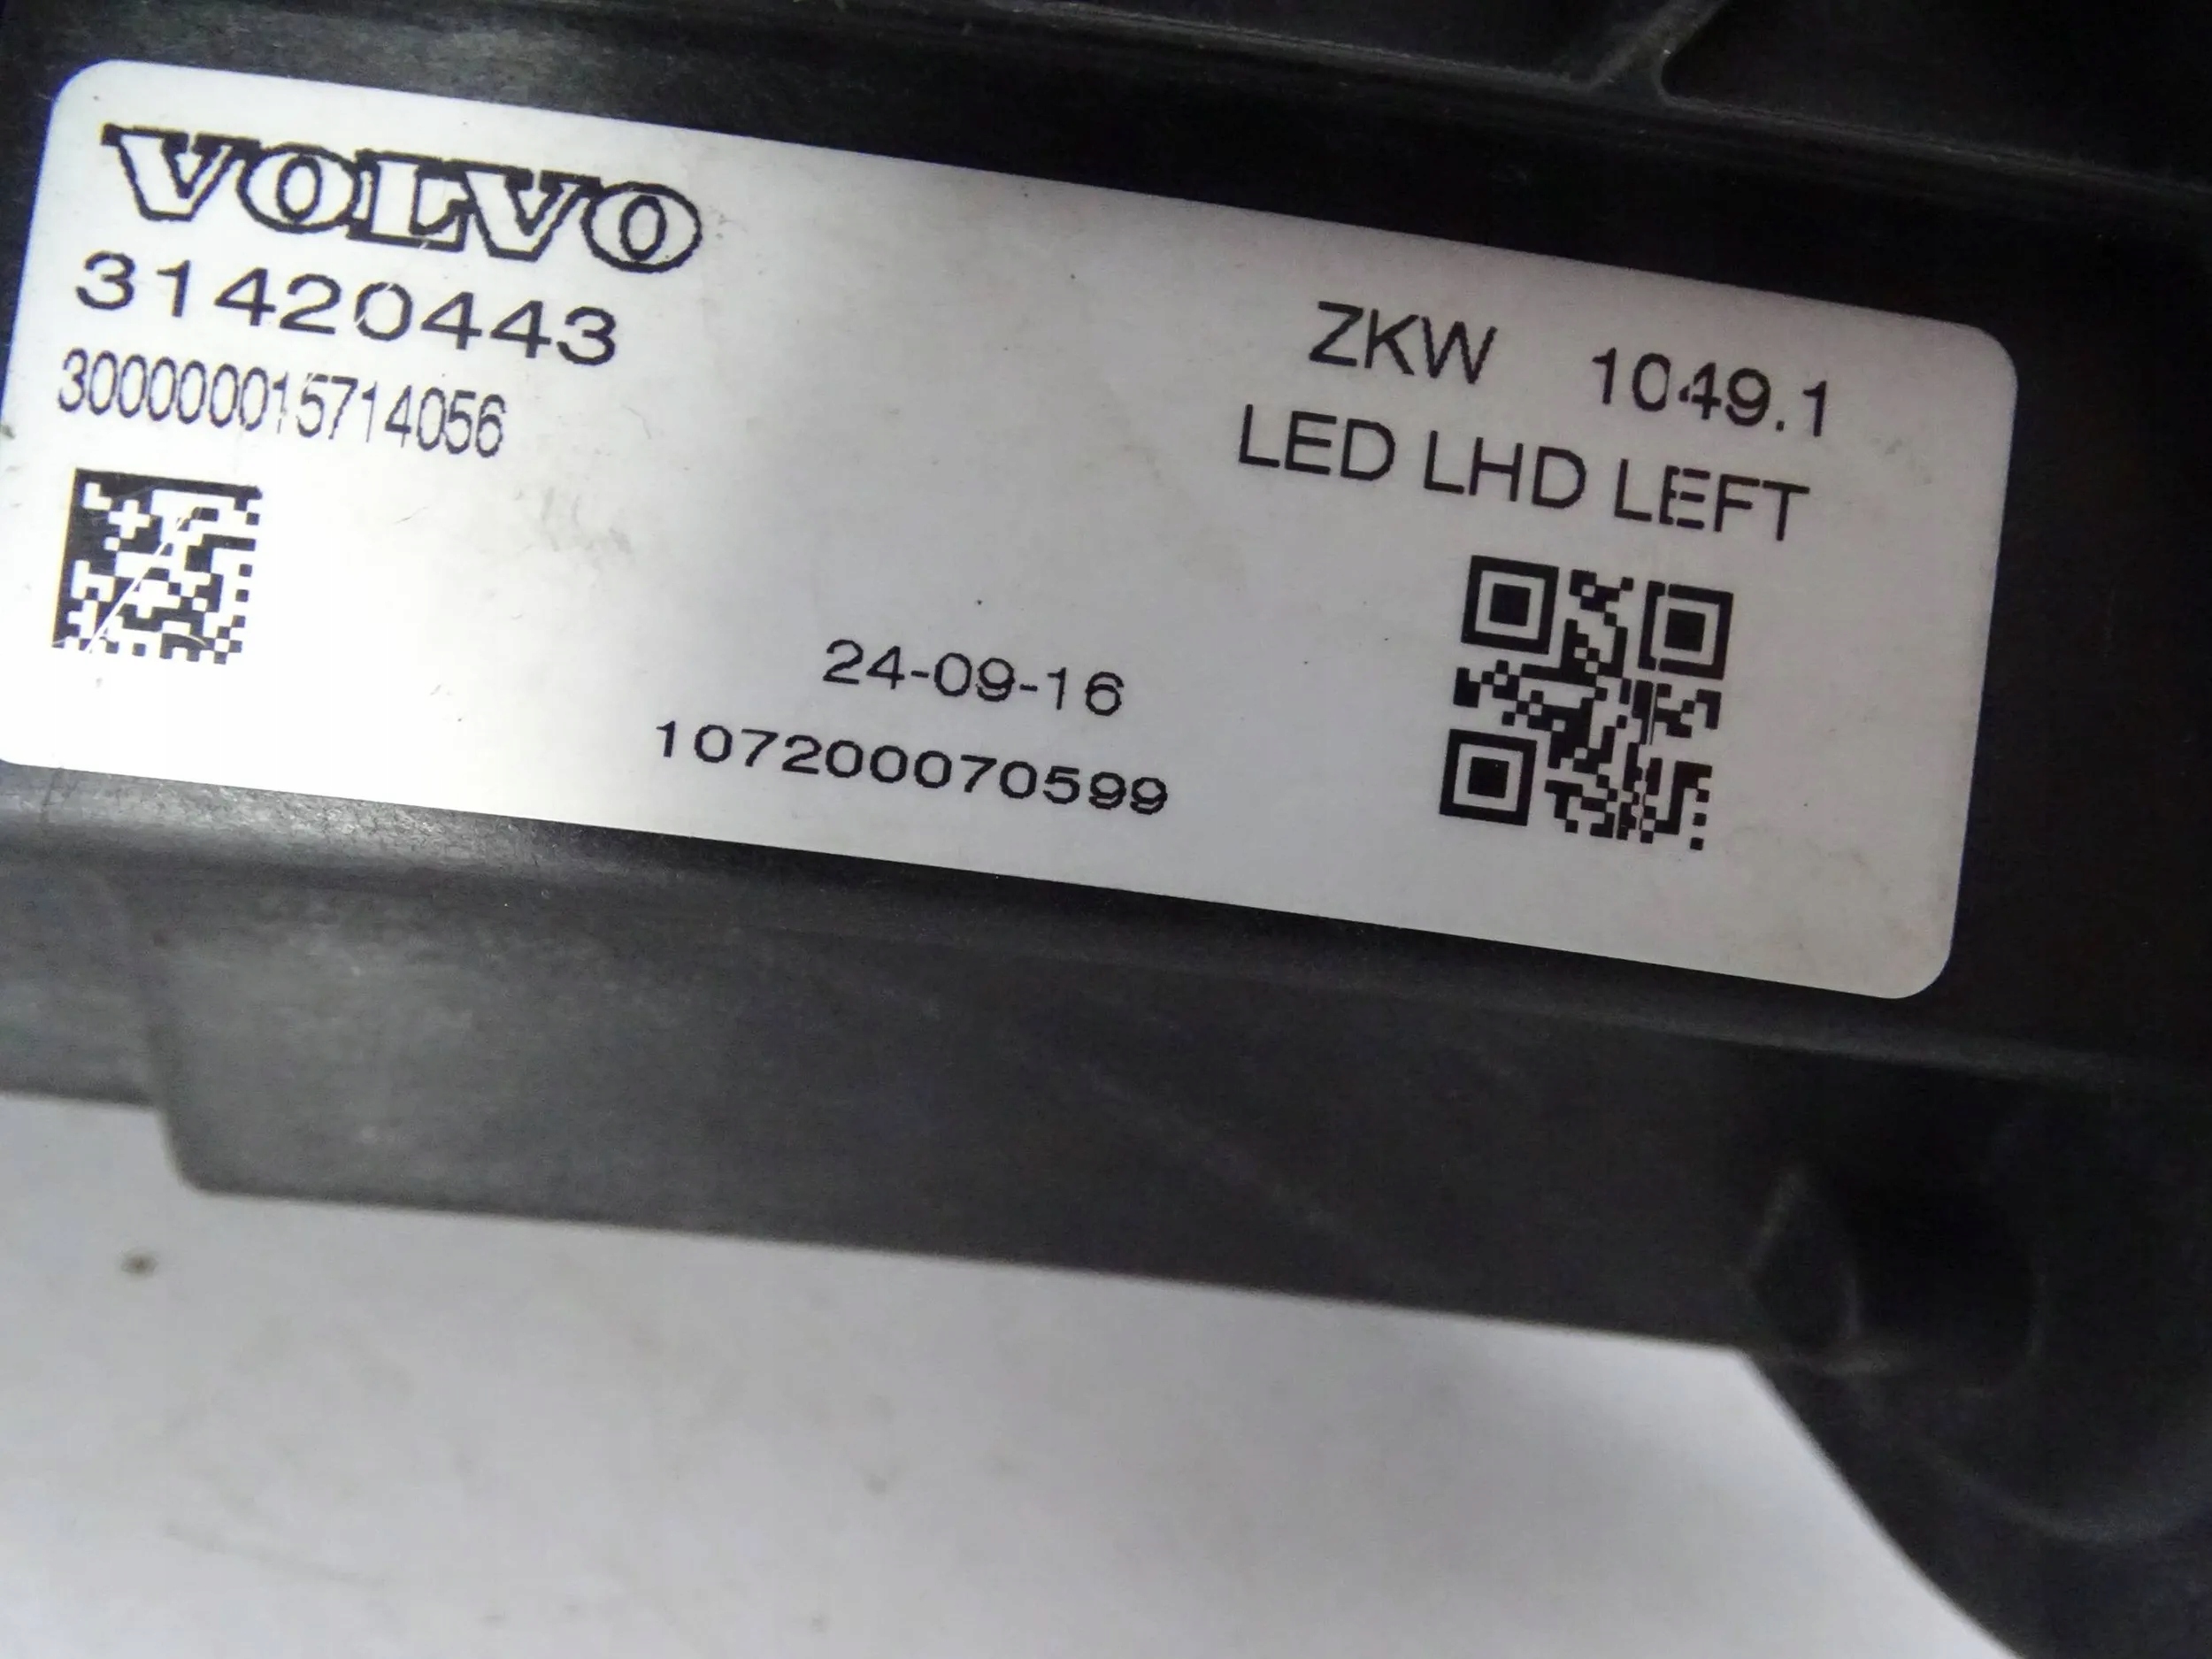 VOLVO
31420443
300000015714056
ZKW 1049.1
LED LHD LEFT
24-09-16
107200070599